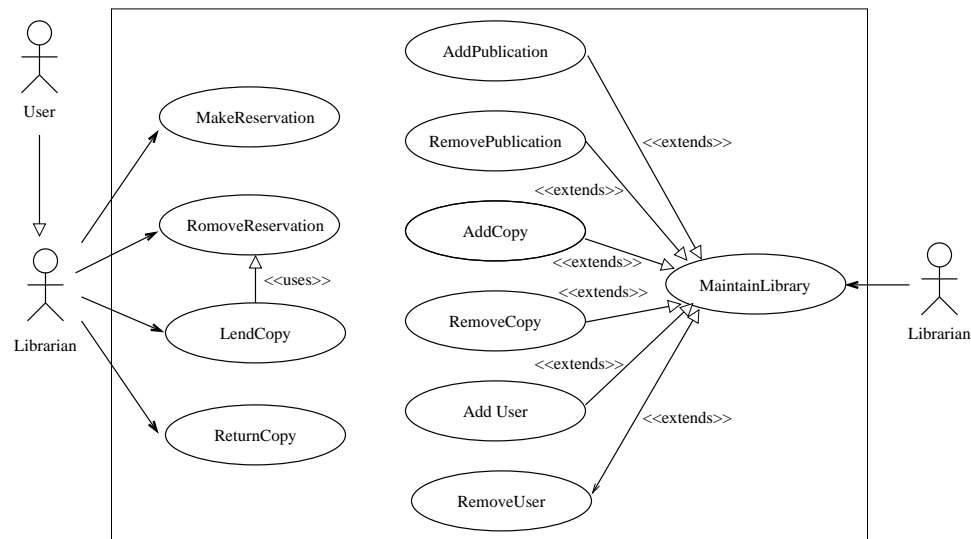 AddPublication
User
MakeReservation
RemovePublication
<<extends>>
<<extends>>
RomoveReservation
AddCopy
<<extends>>
<<uses>>
MaintainLibrary
<<extends>>
Librarian
LendCopy
RemoveCopy
Librarian
<<extends>>
Add User
<<extends>>
ReturnCopy
RemoveUser